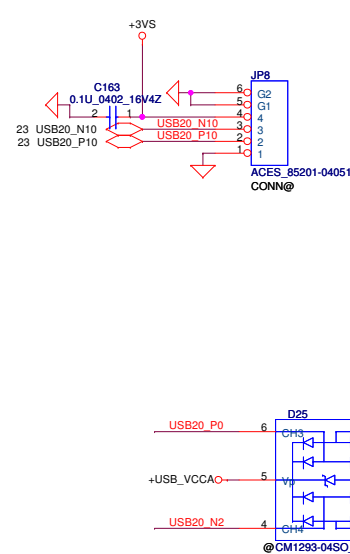 +3VS
JP8
C163
0.1U_0402_16V4Z
6 G2
5 G1
2 1 4 4
23 USB20_N10 USB20_N10 3 3
23 USB20_P10 USB20_P10 2 2
1 1
ACES_85201-04051
CONN@
D25
USB20_P0 6 CH3
+USB_VCCA 5 Vp
USB20_N2 4 CH4
@CM1293-04SO